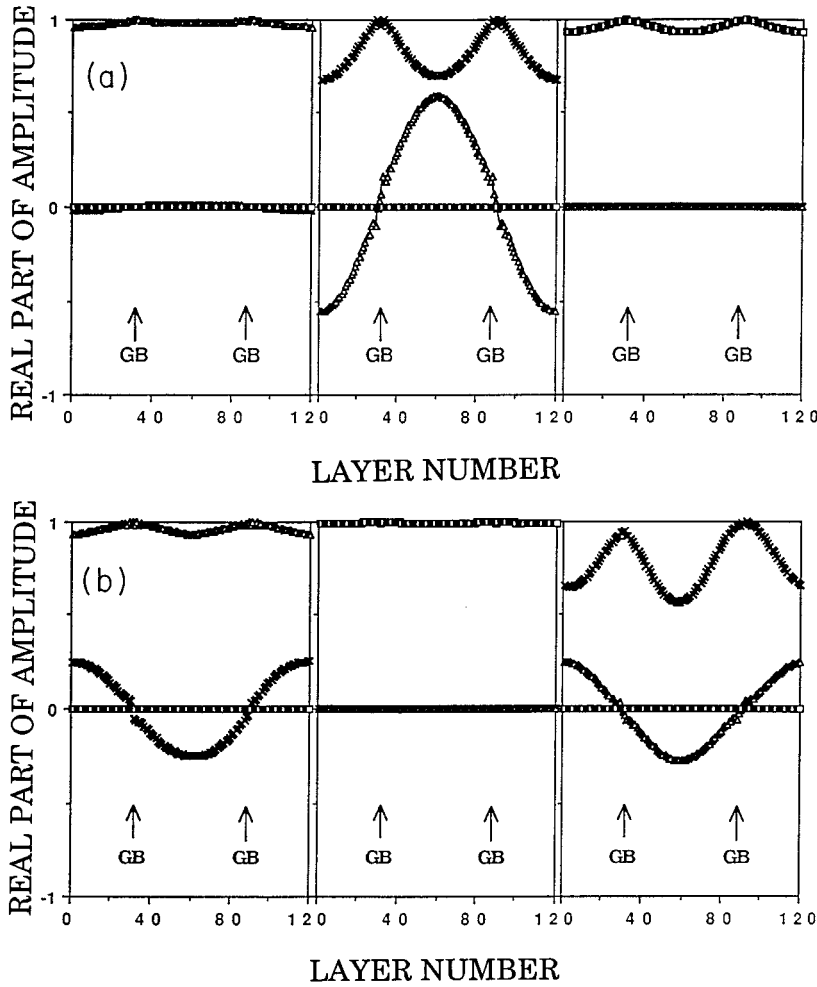 REAL PART OF AMPLITUDE
(a)
1
0
-1
GB GB GB GB GB GB
0 40 80 120 40 80 120 40 80 120
LAYER NUMBER
REAL PART OF AMPLITUDE
(b)
1
0
-1
GB GB GB GB GB GB
0 40 80 120 40 80 120 40 80 120
LAYER NUMBER